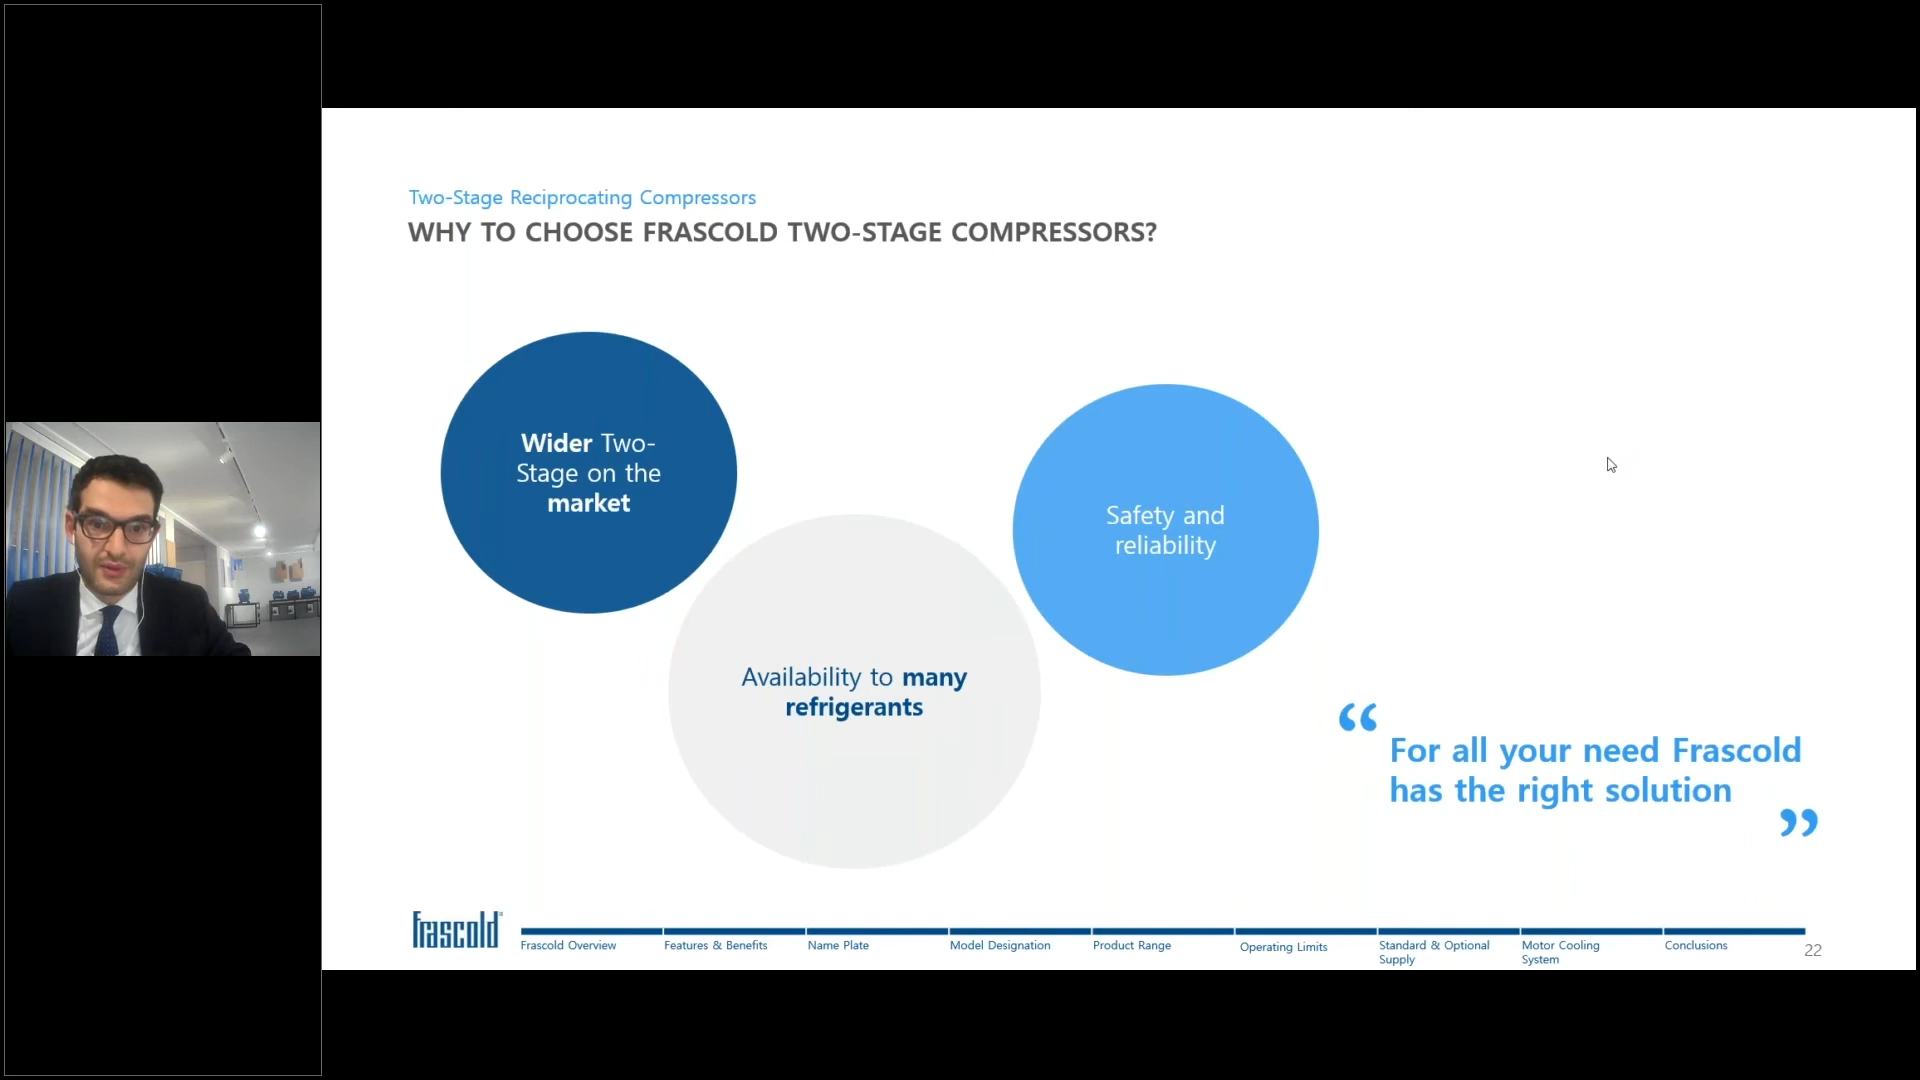 Two-Stage Reciprocating Compressors
WHY TO CHOOSE FRASCOLD TWO-STAGE COMPRESSORS?
Wider Two-
Stage on the
market
Safety and
reliability
Availability to many
refrigerants
“
For all your need Frascold
has the right solution
”
frascold
Frascold Overview
Features & Benefits
Name Plate
Model Designation
Product Range
Operating Limits
Standard & Optional
Supply
Motor Cooling
System
Conclusions
22